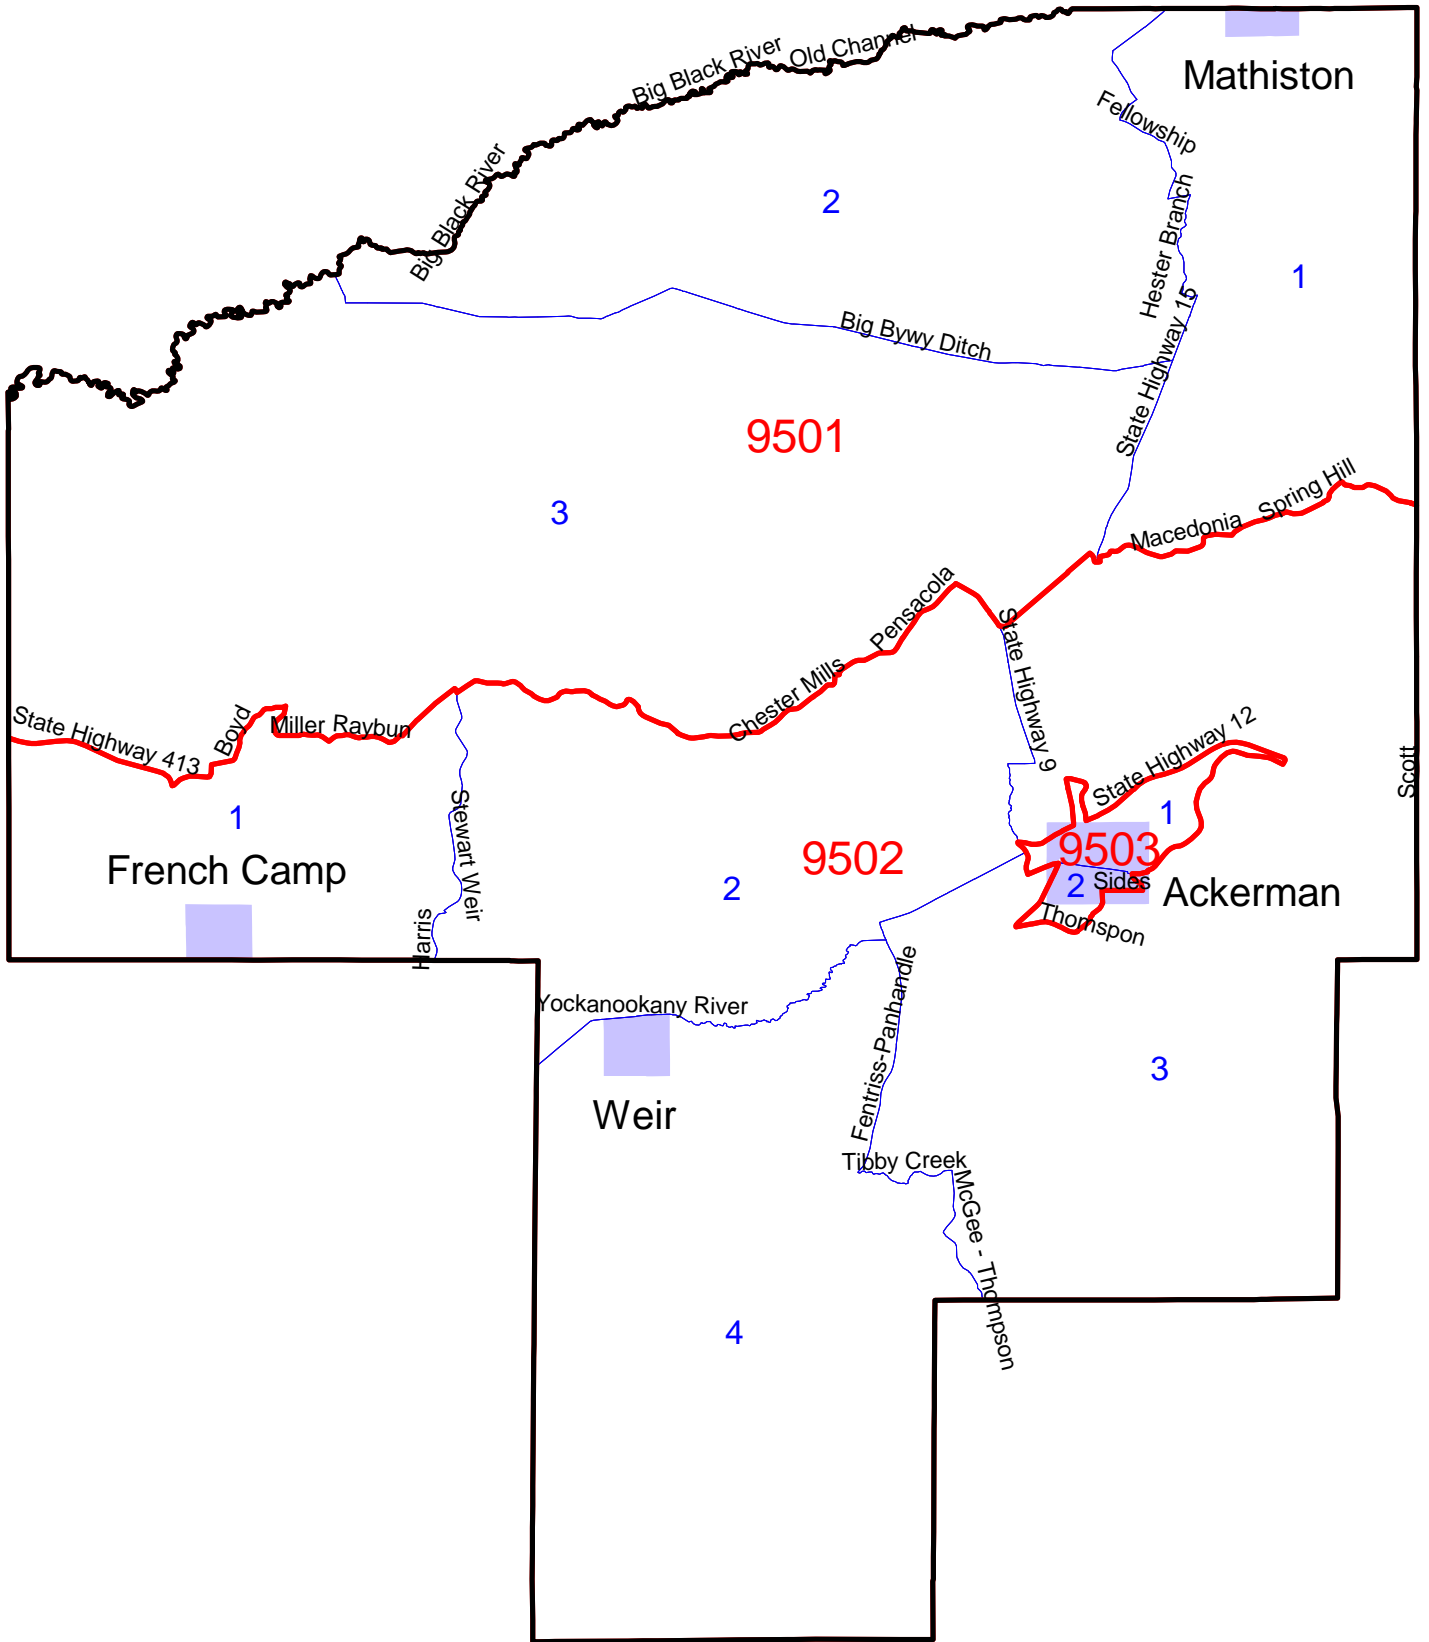 Big Black River
Old Channel
Mathiston
Fellowship
Big Black River
2
Hester Branch
1
State Highway 15
Big Bywy Ditch
9501
3
Macedonia
Spring Hill
Pensacola
State Highway 9
Chester Mills
State Highway 413
Boyd
Miller Raybun
State Highway 12
Scott
1
French Camp
Stewart Weir
Harris
2
9502
1
9503
2
Sides
Ackerman
Thomspon
Yockanookany River
Fentriss-Panhandle
Weir
3
Tibby Creek
McGee - Thompson
4